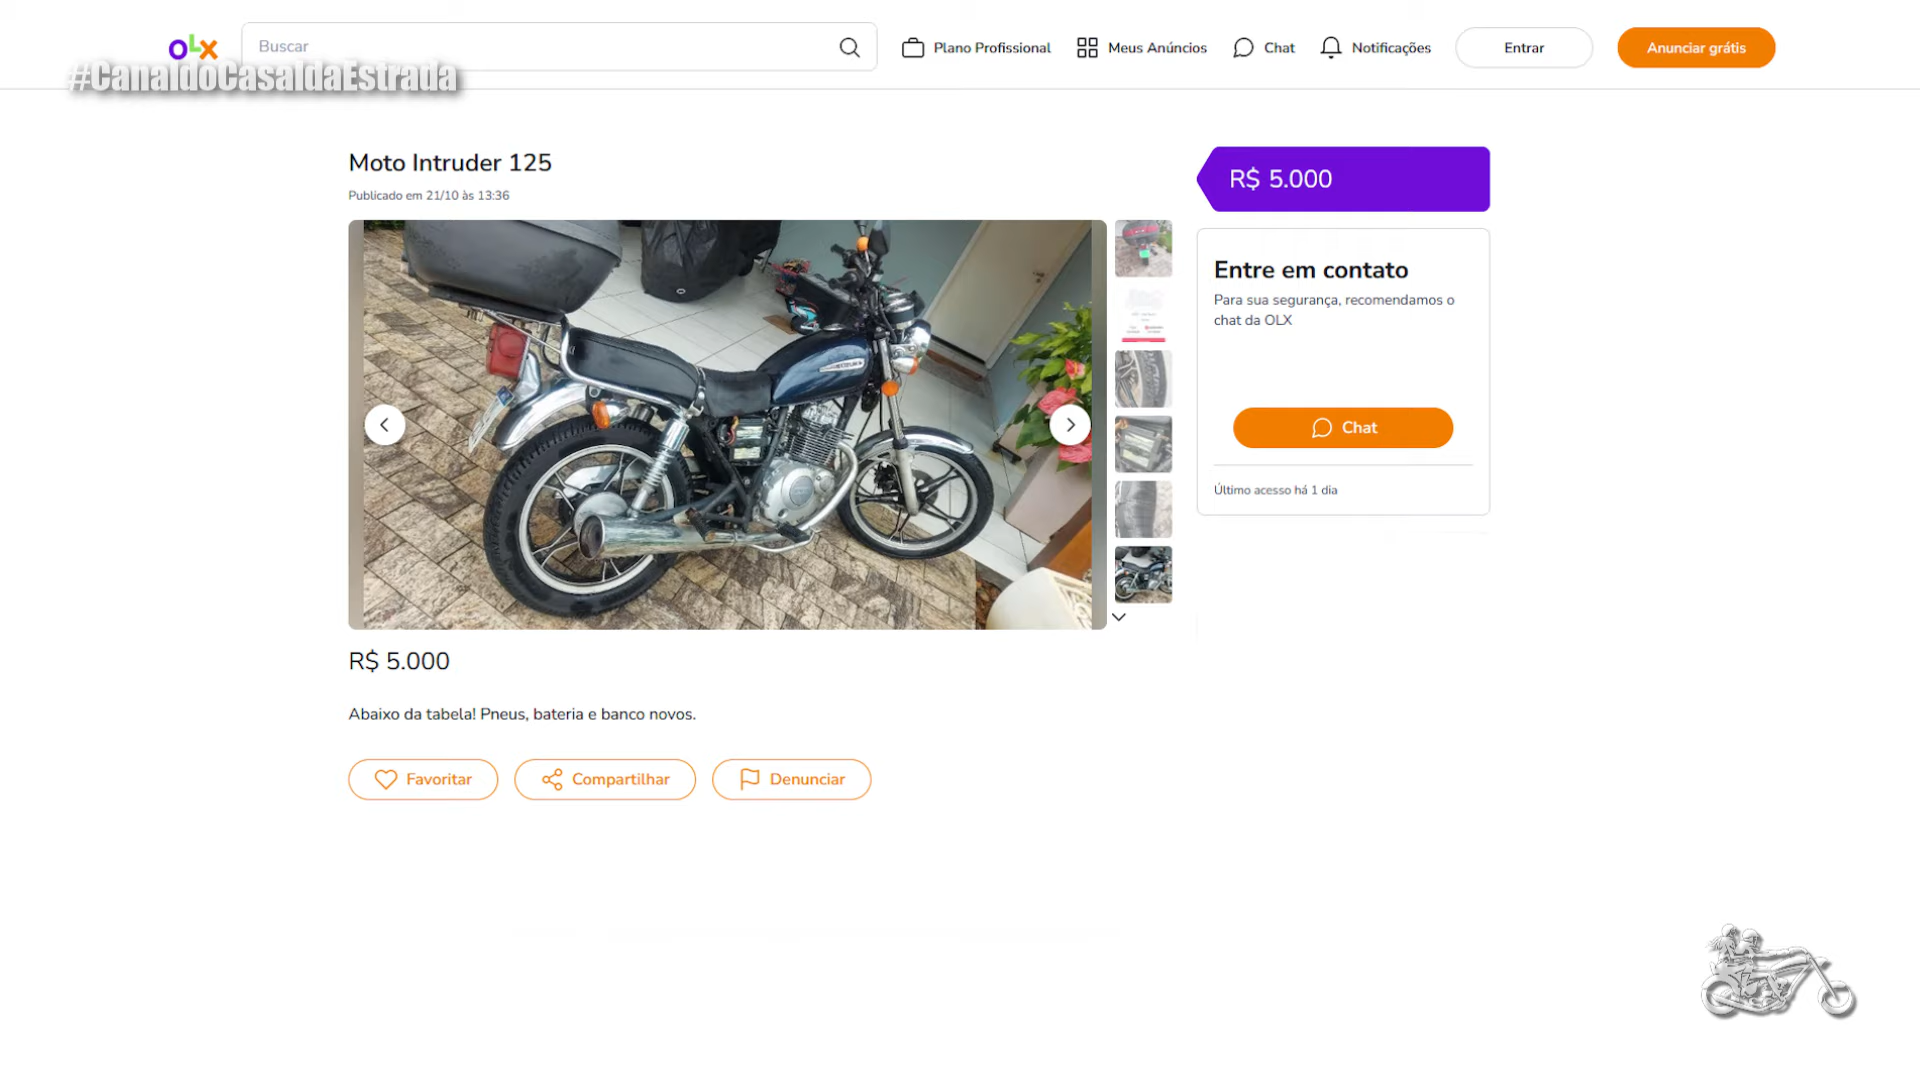 OLX
Buscar
Plano Profissional
Meus Anúncios
Chat
Notificações
Entrar
Anunciar grátis
#CanaldoCasaldaEstrada
Moto Intruder 125
Publicado em 21/10 às 13:36
R$ 5.000
Entre em contato
Para sua segurança, recomendamos o
chat da OLX
Chat
Último acesso há 1 dia
SUZUKI
R$ 5.000
Abaixo da tabela! Pneus, bateria e banco novos.
Favoritar
Compartilhar
Denunciar